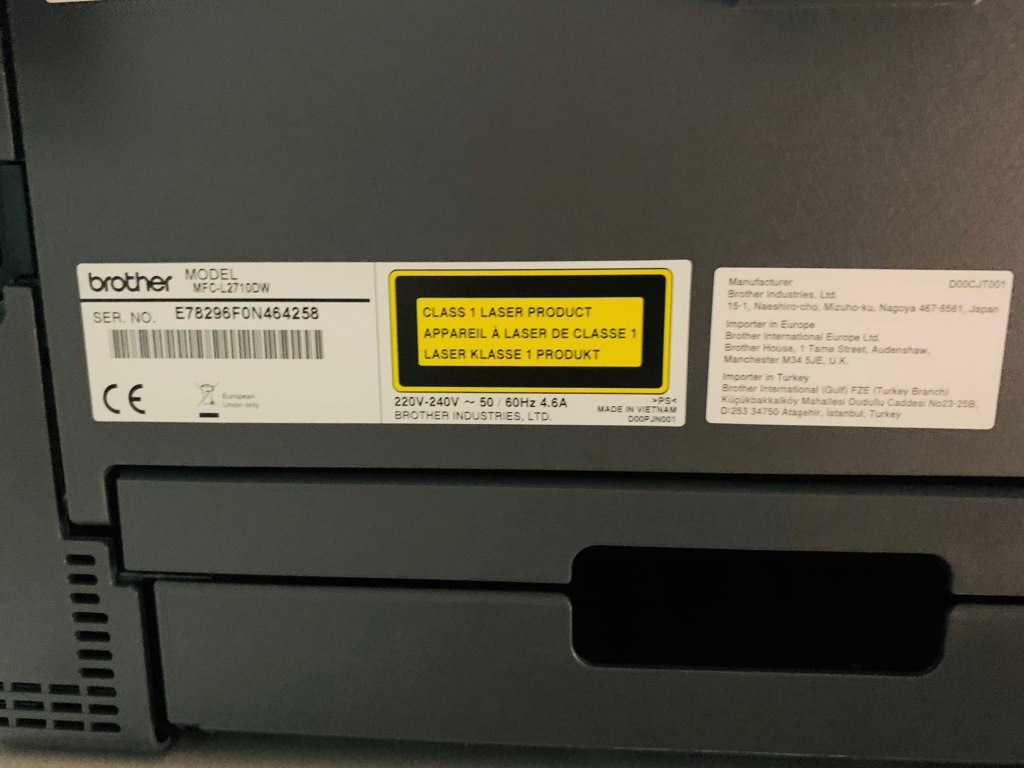 brother MODEL
MFC-L2710DW
SER. NO. E78296F0N464258
CE
European
Union only
CLASS 1 LASER PRODUCT
APPAREIL À LASER DE CLASSE 1
LASER KLASSE 1 PRODUKT
220V-240V ~ 50 / 60Hz 4.6A
BROTHER INDUSTRIES, LTD.
>PS<
MADE IN VIETNAM
D00PJN001
Manufacturer D00CJT001
Brother Industries, Ltd.
15-1, Naeshiro-cho, Mizuho-ku, Nagoya 467-8561, Japan
Importer in Europe
Brother International Europe Ltd.
Brother House, 1 Tame Street, Audenshaw,
Manchester M34 5JE, U.K.
Importer in Turkey
Brother International (Gulf) FZE (Turkey Branch)
Küçükbakkalköy Mahallesi Dudullu Caddesi No23-25B,
D:253 34750 Ataşehir, İstanbul, Turkey